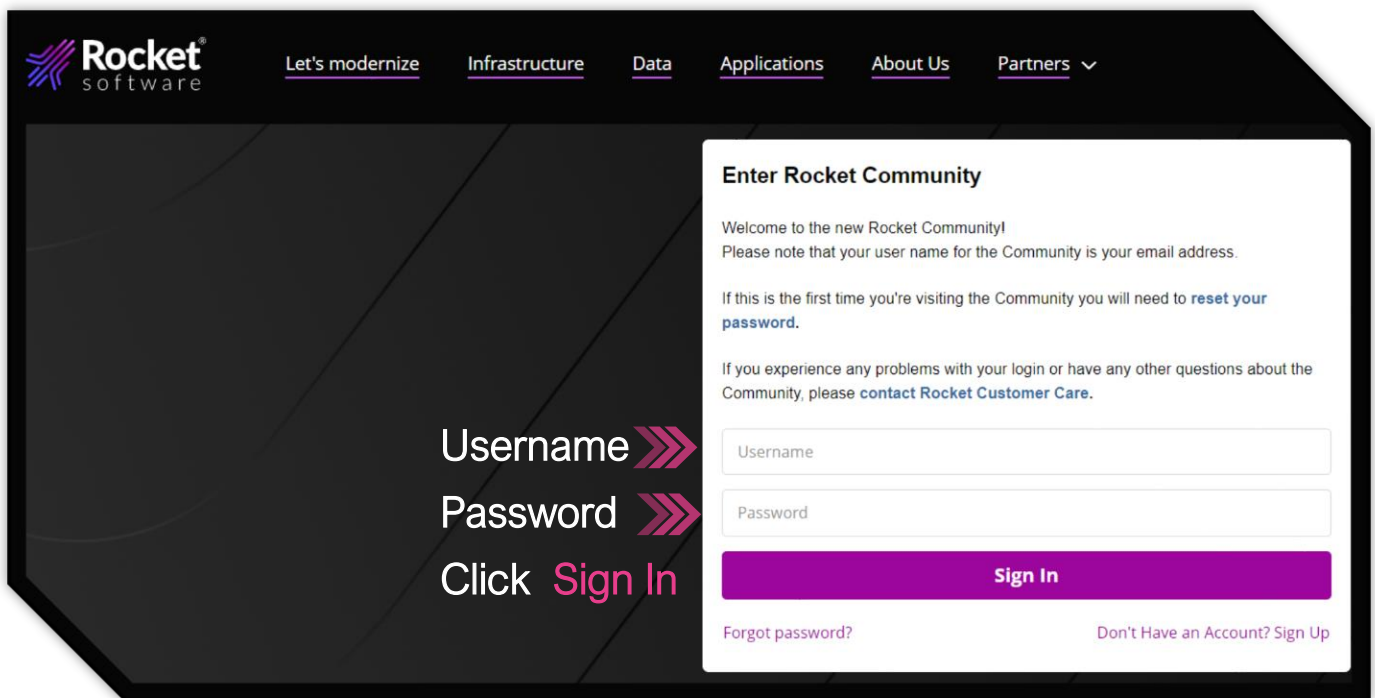 Rocket®
software
Let's modernize
Infrastructure
Data
Applications
About Us
Partners
Enter Rocket Community
Welcome to the new Rocket Community!
Please note that your user name for the Community is your email address.
If this is the first time you're visiting the Community you will need to reset your
password.
If you experience any problems with your login or have any other questions about the
Community, please contact Rocket Customer Care.
Username
Username
Password
Password
Click Sign In
Sign In
Forgot password?
Don't Have an Account? Sign Up